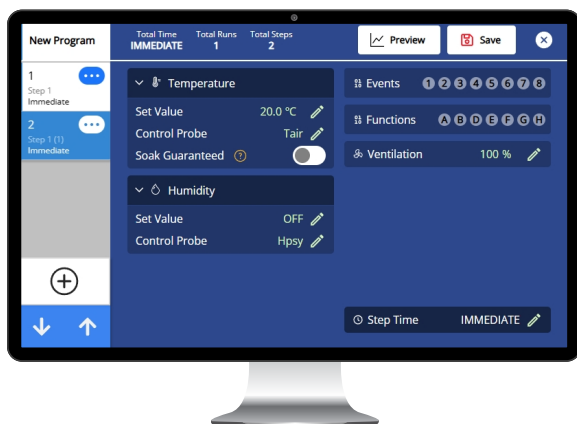 New Program
Total Time Total Runs Total Steps
IMMEDIATE 1 2
Preview
Save
1
Step 1
Immediate
2
Step 1 (1)
Immediate
Temperature
Set Value 20.0 °C
Control Probe Tair
Soak Guaranteed ?
Humidity
Set Value OFF
Control Probe Hpsy
Events 1 2 3 4 5 6 7 8
Functions A B D E F G H
Ventilation 100 %
Step Time IMMEDIATE